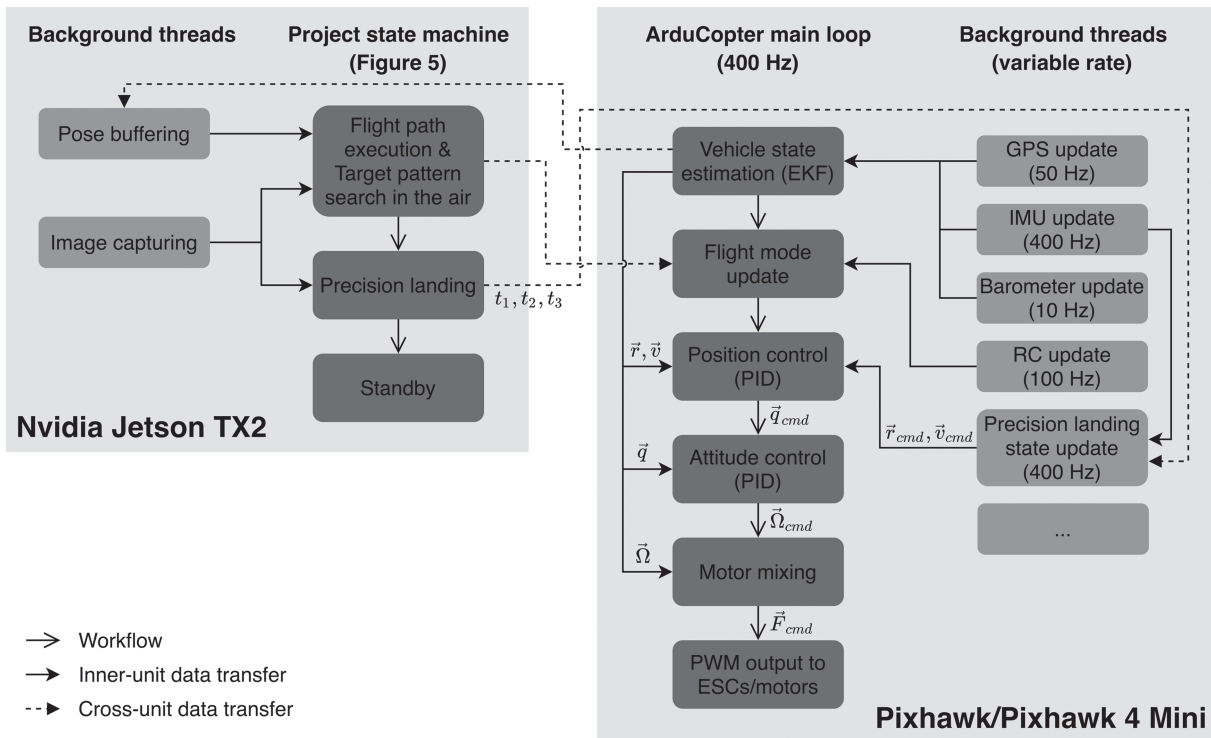 Background threads
Project state machine
(Figure 5)
Pose buffering
Image capturing
Flight path
execution &
Target pattern
search in the air
Precision landing
t₁, t₂, t₃
Standby
Nvidia Jetson TX2
Workflow
Inner-unit data transfer
Cross-unit data transfer
ArduCopter main loop
(400 Hz)
Background threads
(variable rate)
Vehicle state
estimation (EKF)
Flight mode
update
r⃗, v⃗
Position control
(PID)
q⃗cmd
q⃗
Attitude control
(PID)
Ω⃗cmd
Ω⃗
Motor mixing
F⃗cmd
PWM output to
ESCs/motors
GPS update
(50 Hz)
IMU update
(400 Hz)
Barometer update
(10 Hz)
RC update
(100 Hz)
r⃗cmd, v⃗cmd
Precision landing
state update
(400 Hz)
...
Pixhawk/Pixhawk 4 Mini